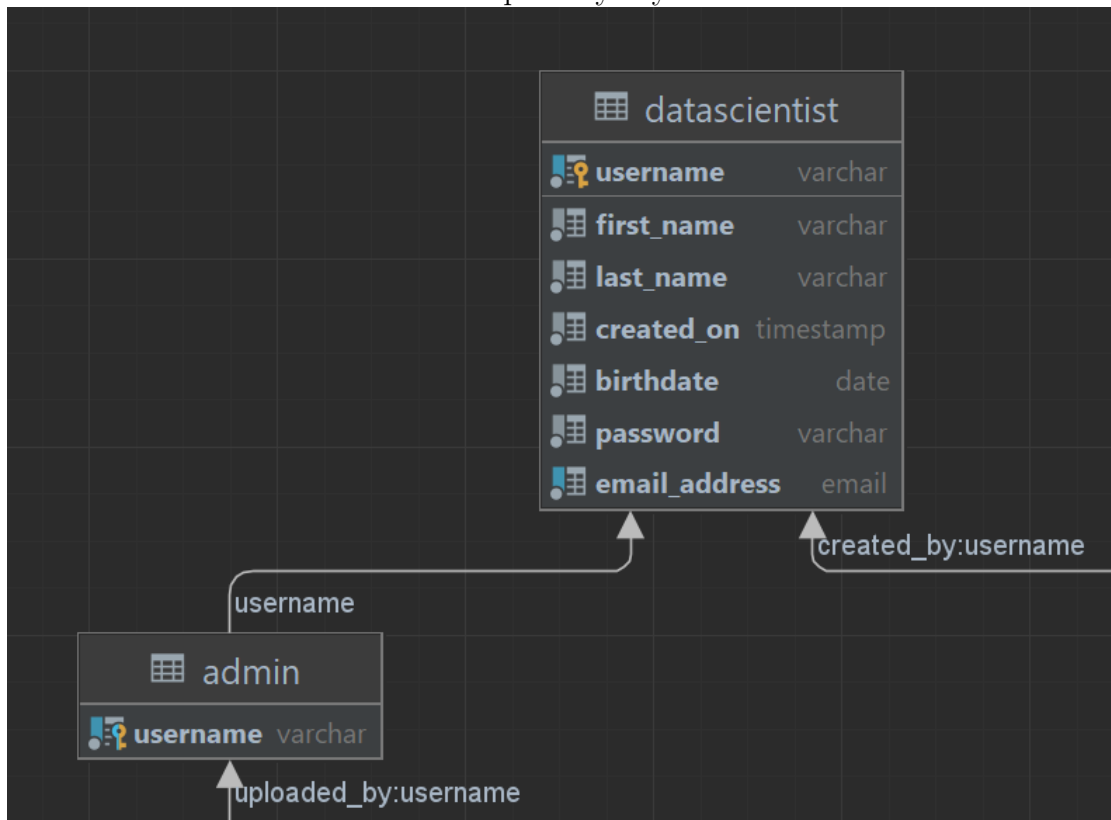 datascientist
username varchar
first_name varchar
last_name varchar
created_on timestamp
birthdate date
password varchar
email_address email
created_by:username
username
admin
username varchar
uploaded_by:username